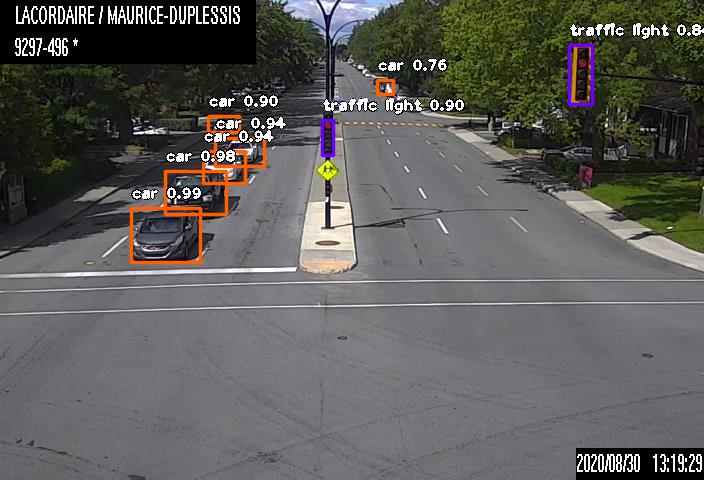 LACORDAIRE / MAURICE-DUPLESSIS
9297-496 *
traffic light 0.84
car 0.76
car 0.90
traffic light 0.90
car 0.94
car 0.94
car 0.98
car 0.99
2020/08/30 13:19:29